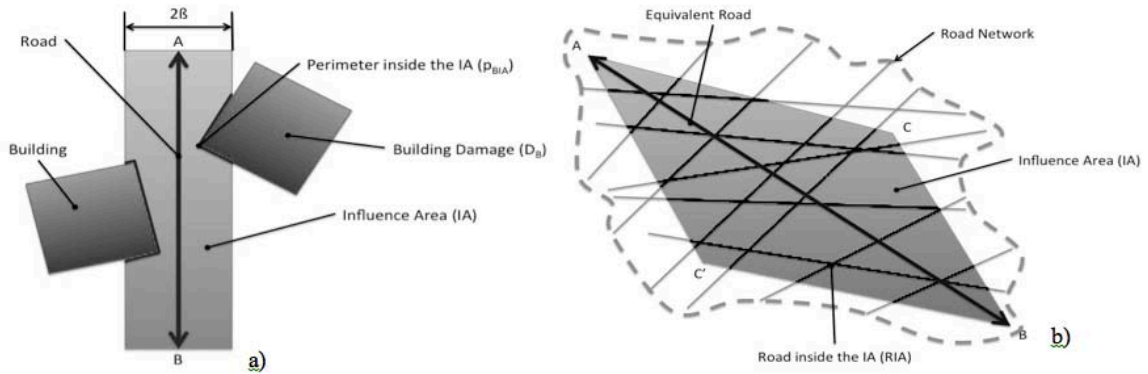 2ß
A
Road
Perimeter inside the IA (pBIA)
Building
Building Damage (DB)
Influence Area (IA)
B
a)
Equivalent Road
A
Road Network
C
Influence Area (IA)
C'
B
Road inside the IA (RIA)
b)